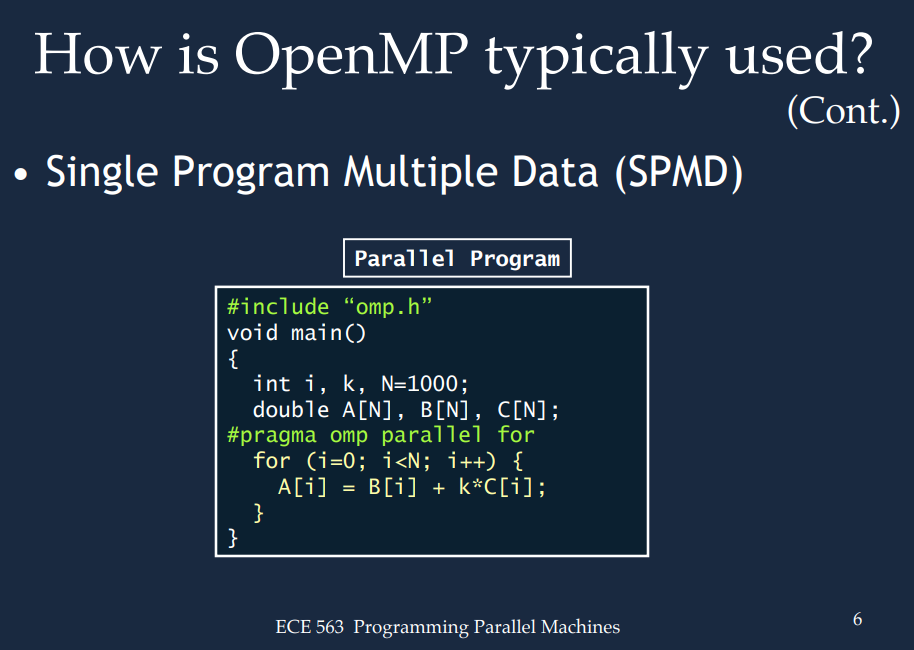 How is OpenMP typically used?
(Cont.)
• Single Program Multiple Data (SPMD)
Parallel Program
#include “omp.h”
void main()
{
  int i, k, N=1000;
  double A[N], B[N], C[N];
#pragma omp parallel for
  for (i=0; i<N; i++) {
    A[i] = B[i] + k*C[i];
  }
}
ECE 563  Programming Parallel Machines
6